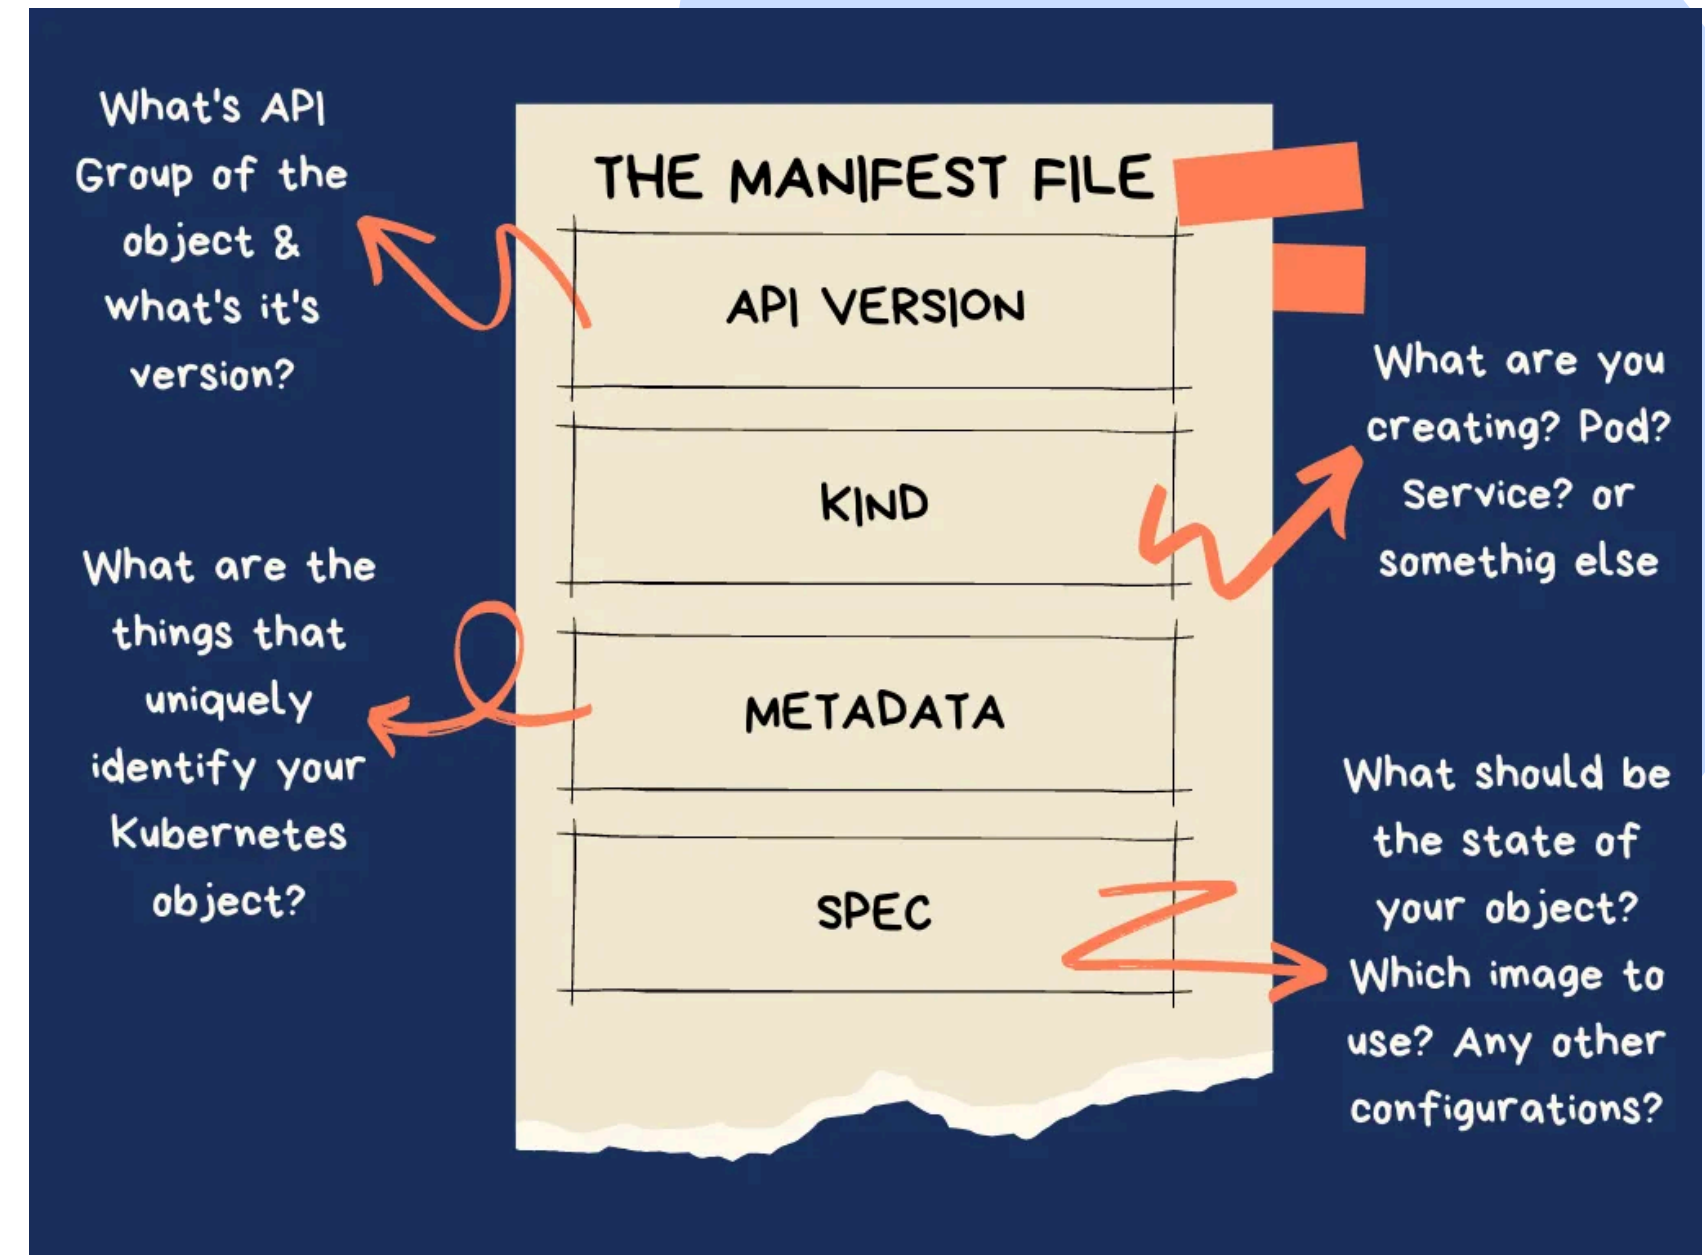 What's API
Group of the
object &
what's it's
version?
THE MANIFEST FILE
API VERSION
What are you
creating? Pod?
Service? or
somethig else
KIND
What are the
things that
uniquely
identify your
Kubernetes
object?
METADATA
What should be
the state of
your object?
Which image to
use? Any other
configurations?
SPEC